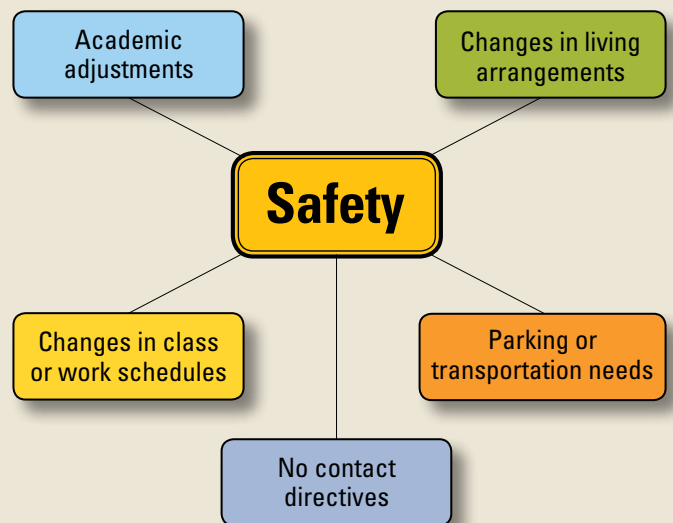 Academic
adjustments
Changes in living
arrangements
Safety
Changes in class
or work schedules
Parking or
transportation needs
No contact
directives